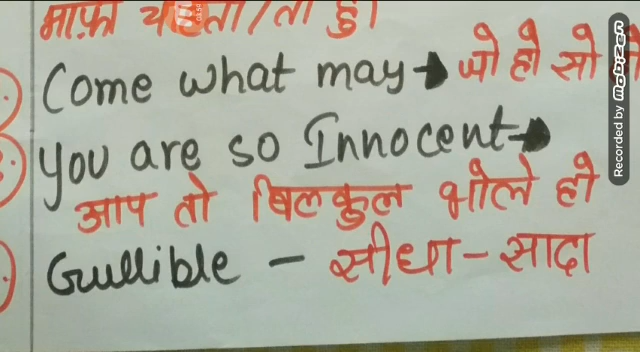 माफ़ी चाहता/ती हूँ।
Come what may → जो हो सो
You are so Innocent →
आप तो बिलकुल भोले हो
Gullible - सीधा-सादा
Recorded by MOBIZEN